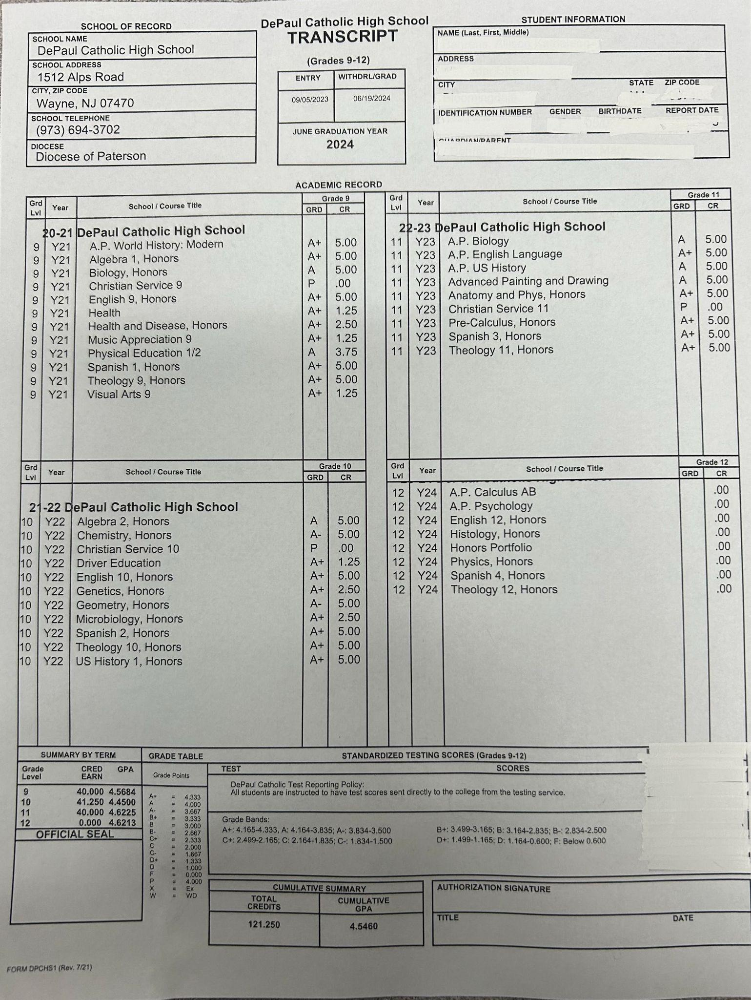 DePaul Catholic High School
TRANSCRIPT
(Grades 9-12)
SCHOOL OF RECORD
SCHOOL NAME
DePaul Catholic High School
SCHOOL ADDRESS
1512 Alps Road
CITY, ZIP CODE
Wayne, NJ 07470
SCHOOL TELEPHONE
(973) 694-3702
DIOCESE
Diocese of Paterson
ENTRY WITHDRL/GRAD
09/05/2023 06/19/2024
JUNE GRADUATION YEAR
2024
STUDENT INFORMATION
NAME (Last, First, Middle)
ADDRESS
CITY STATE ZIP CODE
IDENTIFICATION NUMBER GENDER BIRTHDATE REPORT DATE
GUARDIAN/PARENT
ACADEMIC RECORD
Grd Lvl Year School / Course Title Grade 9 GRD CR
20-21 DePaul Catholic High School
9 Y21 A.P. World History: Modern A+ 5.00
9 Y21 Algebra 1, Honors A+ 5.00
9 Y21 Biology, Honors A 5.00
9 Y21 Christian Service 9 P .00
9 Y21 English 9, Honors A+ 5.00
9 Y21 Health A+ 1.25
9 Y21 Health and Disease, Honors A+ 2.50
9 Y21 Music Appreciation 9 A+ 1.25
9 Y21 Physical Education 1/2 A 3.75
9 Y21 Spanish 1, Honors A+ 5.00
9 Y21 Theology 9, Honors A+ 5.00
9 Y21 Visual Arts 9 A+ 1.25
Grd Lvl Year School / Course Title Grade 10 GRD CR
21-22 DePaul Catholic High School
10 Y22 Algebra 2, Honors A 5.00
10 Y22 Chemistry, Honors A- 5.00
10 Y22 Christian Service 10 P .00
10 Y22 Driver Education A+ 1.25
10 Y22 English 10, Honors A+ 5.00
10 Y22 Genetics, Honors A+ 2.50
10 Y22 Geometry, Honors A- 5.00
10 Y22 Microbiology, Honors A+ 2.50
10 Y22 Spanish 2, Honors A+ 5.00
10 Y22 Theology 10, Honors A+ 5.00
10 Y22 US History 1, Honors A+ 5.00
Grd Lvl Year School / Course Title Grade 11 GRD CR
22-23 DePaul Catholic High School
11 Y23 A.P. Biology A 5.00
11 Y23 A.P. English Language A+ 5.00
11 Y23 A.P. US History A 5.00
11 Y23 Advanced Painting and Drawing A 5.00
11 Y23 Anatomy and Phys, Honors A+ 5.00
11 Y23 Christian Service 11 P .00
11 Y23 Pre-Calculus, Honors A+ 5.00
11 Y23 Spanish 3, Honors A+ 5.00
11 Y23 Theology 11, Honors A+ 5.00
Grd Lvl Year School / Course Title Grade 12 GRD CR
12 Y24 A.P. Calculus AB .00
12 Y24 A.P. Psychology .00
12 Y24 English 12, Honors .00
12 Y24 Histology, Honors .00
12 Y24 Honors Portfolio .00
12 Y24 Physics, Honors .00
12 Y24 Spanish 4, Honors .00
12 Y24 Theology 12, Honors .00
SUMMARY BY TERM
Grade Level CRED EARN GPA
9 40.000 4.5684
10 41.250 4.4500
11 40.000 4.6225
12 0.000 4.6213
OFFICIAL SEAL
GRADE TABLE
Grade Points
A+ = 4.333
A = 4.000
A- = 3.667
B+ = 3.333
B = 3.000
B- = 2.667
C+ = 2.333
C = 2.000
C- = 1.667
D+ = 1.333
D = 1.000
F = 0.000
P = 4.000
X = Ex
W = WD
STANDARDIZED TESTING SCORES (Grades 9-12)
TEST SCORES
DePaul Catholic Test Reporting Policy:
All students are instructed to have test scores sent directly to the college from the testing service.
Grade Bands:
A+: 4.165-4.333, A: 4.164-3.835; A-: 3.834-3.500 B+: 3.499-3.165; B: 3.164-2.835; B-: 2.834-2.500
C+: 2.499-2.165; C: 2.164-1.835; C-: 1.834-1.500 D+: 1.499-1.165; D: 1.164-0.600; F: Below 0.600
CUMULATIVE SUMMARY
TOTAL CREDITS CUMULATIVE GPA
121.250 4.5460
AUTHORIZATION SIGNATURE
TITLE DATE
FORM DPCHS1 (Rev. 7/21)